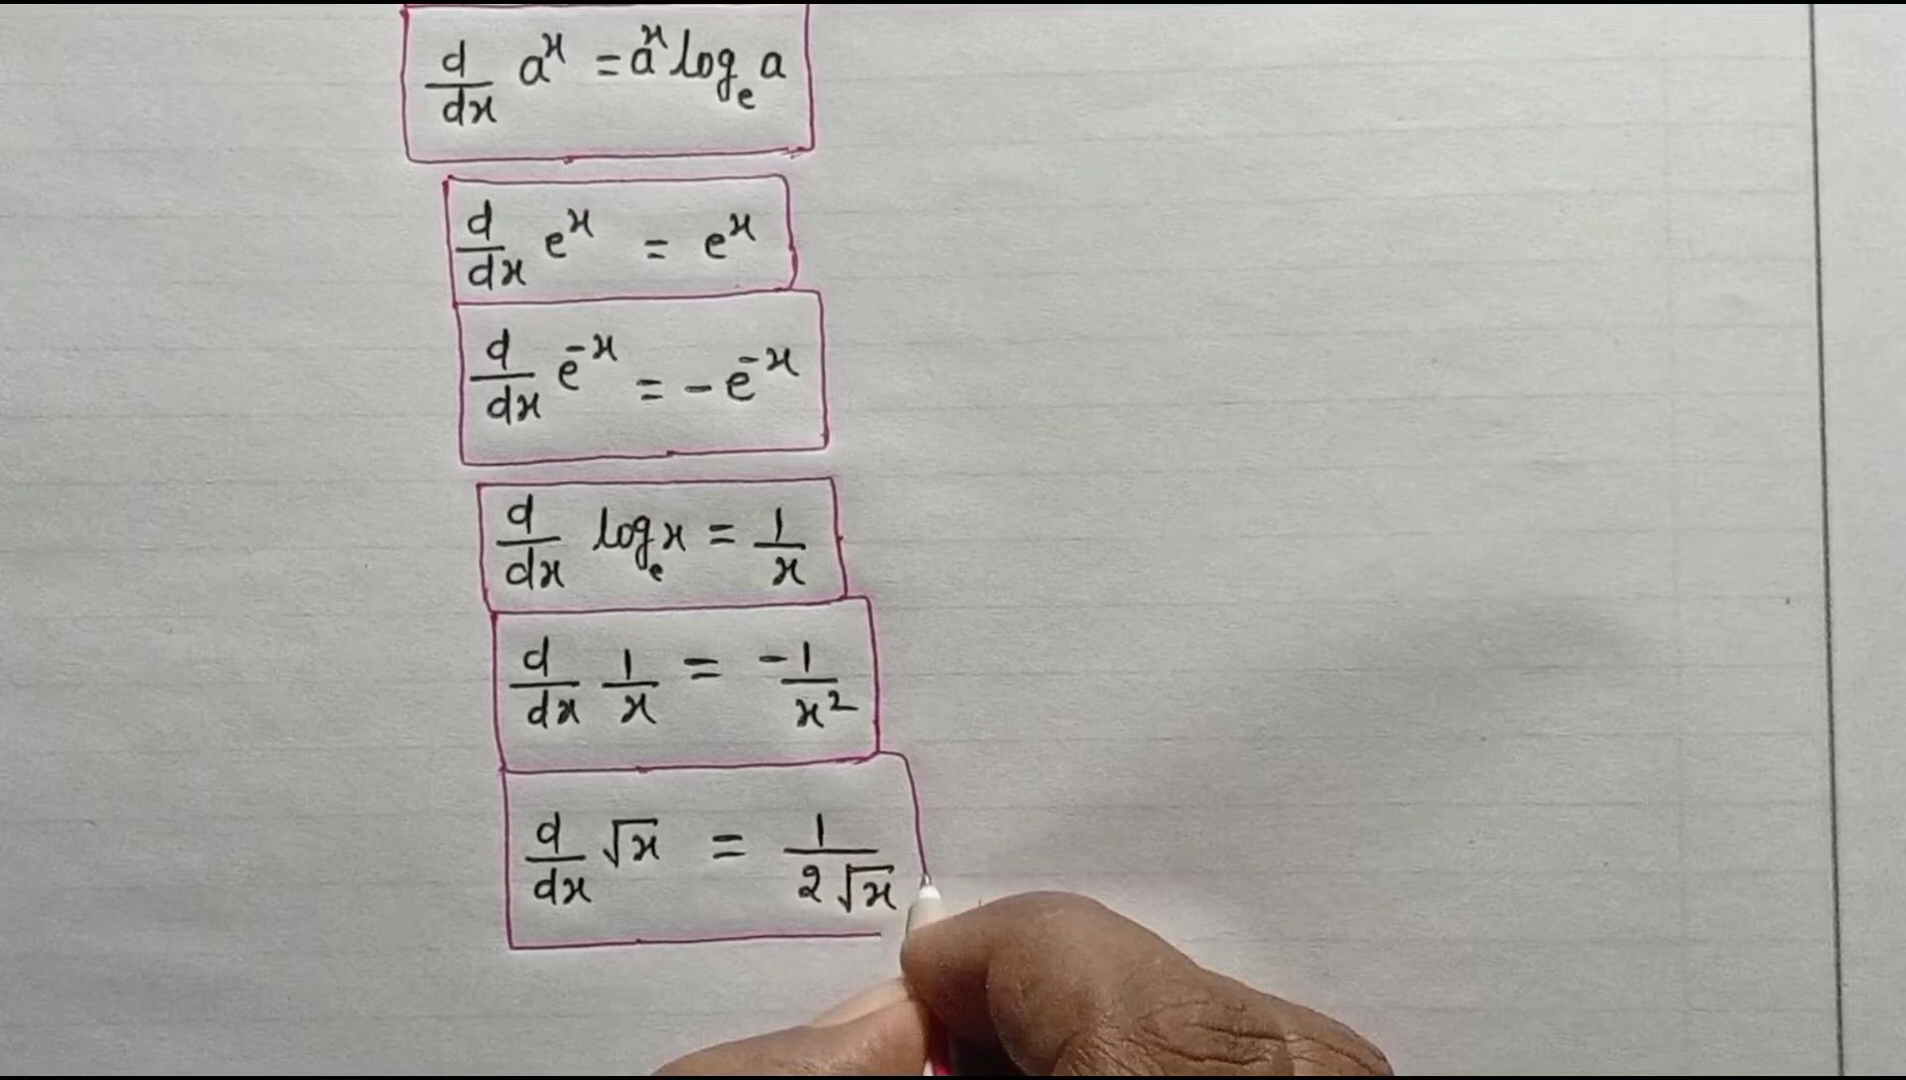 d/dx a^x = a^x log_e a
d/dx e^x = e^x
d/dx e^-x = -e^-x
d/dx log_e x = 1/x
d/dx 1/x = -1/x^2
d/dx √x = 1/2√x